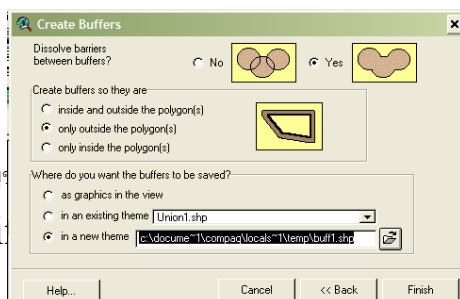 Create Buffers
Dissolve barriers
between buffers?
No
Yes
Create buffers so they are
inside and outside the polygon(s)
only outside the polygon(s)
only inside the polygon(s)
Where do you want the buffers to be saved?
as graphics in the view
in an existing theme Union1.shp
in a new theme c:\docume~1\compaq\locals~1\temp\buff1.shp
Help... Cancel << Back Finish